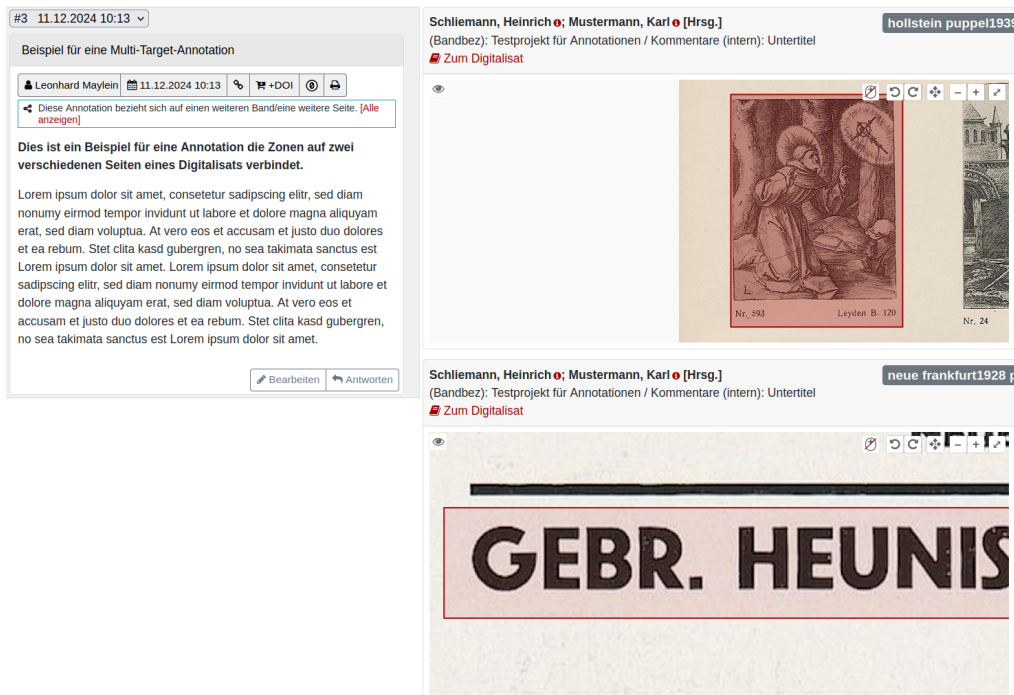 #3 11.12.2024 10:13
Beispiel für eine Multi-Target-Annotation
Leonhard Maylein 11.12.2024 10:13 +DOI
Diese Annotation bezieht sich auf einen weiteren Band/eine weitere Seite. [Alle
anzeigen]
Dies ist ein Beispiel für eine Annotation die Zonen auf zwei
verschiedenen Seiten eines Digitalisats verbindet.
Lorem ipsum dolor sit amet, consetetur sadipscing elitr, sed diam
nonumy eirmod tempor invidunt ut labore et dolore magna aliquyam
erat, sed diam voluptua. At vero eos et accusam et justo duo dolores
et ea rebum. Stet clita kasd gubergren, no sea takimata sanctus est
Lorem ipsum dolor sit amet. Lorem ipsum dolor sit amet, consetetur
sadipscing elitr, sed diam nonumy eirmod tempor invidunt ut labore et
dolore magna aliquyam erat, sed diam voluptua. At vero eos et
accusam et justo duo dolores et ea rebum. Stet clita kasd gubergren,
no sea takimata sanctus est Lorem ipsum dolor sit amet.
Bearbeiten Antworten
Schliemann, Heinrich; Mustermann, Karl [Hrsg.]
hollstein puppel1939
(Bandbez): Testprojekt für Annotationen / Kommentare (intern): Untertitel
Zum Digitalisat
L
Nr. 593 Leyden B. 120
Nr. 24
Schliemann, Heinrich; Mustermann, Karl [Hrsg.]
neue frankfurt1928 p
(Bandbez): Testprojekt für Annotationen / Kommentare (intern): Untertitel
Zum Digitalisat
GEBR. HEUNIS